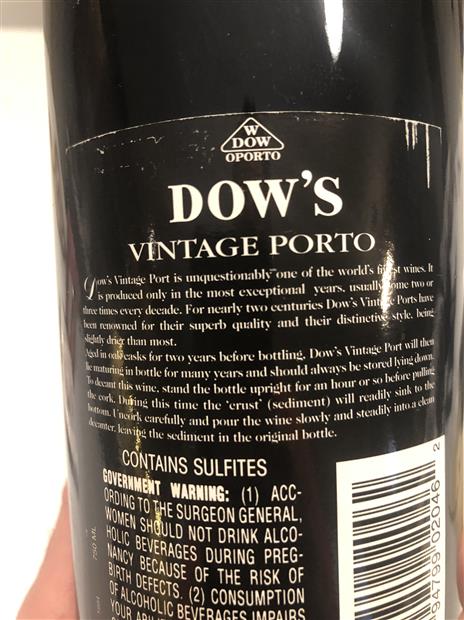 W
DOW
OPORTO
DOW'S
VINTAGE PORTO
Dow's Vintage Port is unquestionably one of the world's finest wines. It
is produced only in the most exceptional years, usually some two or
three times every decade. For nearly two centuries Dow's Vintage Ports have
been renowned for their superb quality and their distinctive style, being
slightly drier than most.
Aged in oak casks for two years before bottling, Dow's Vintage Port will then
lie maturing in bottle for many years and should always be stored lying down.
To decant this wine, stand the bottle upright for an hour or so before pulling
the cork. During this time the 'crust' (sediment) will readily sink to the
bottom. Uncork carefully and pour the wine slowly and steadily into a clean
decanter, leaving the sediment in the original bottle.
CONTAINS SULFITES
GOVERNMENT WARNING: (1) ACC-
ORDING TO THE SURGEON GENERAL,
WOMEN SHOULD NOT DRINK ALCO-
HOLIC BEVERAGES DURING PREG-
NANCY BECAUSE OF THE RISK OF
BIRTH DEFECTS. (2) CONSUMPTION
OF ALCOHOLIC BEVERAGES IMPAIRS
YOUR
750 ML
94799 02046 2